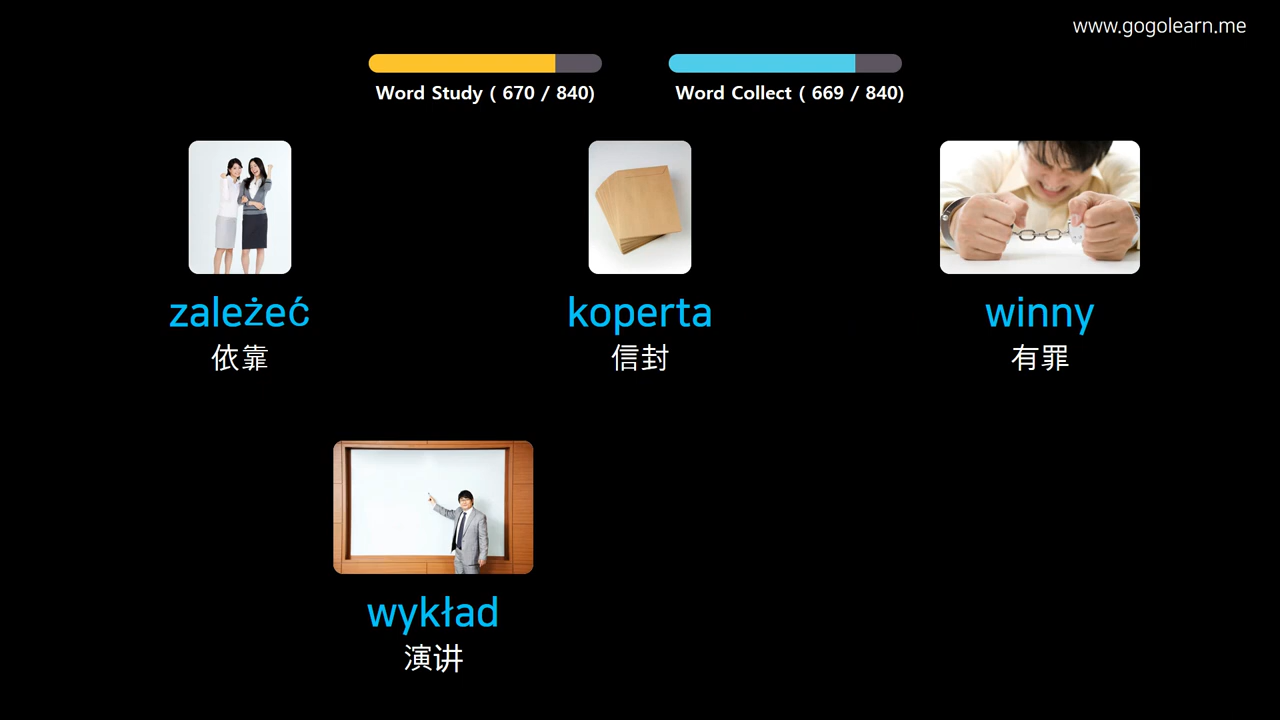 www.gogolearn.me
Word Study ( 670 / 840)
Word Collect ( 669 / 840)
zależeć
依靠
koperta
信封
winny
有罪
wykład
演讲